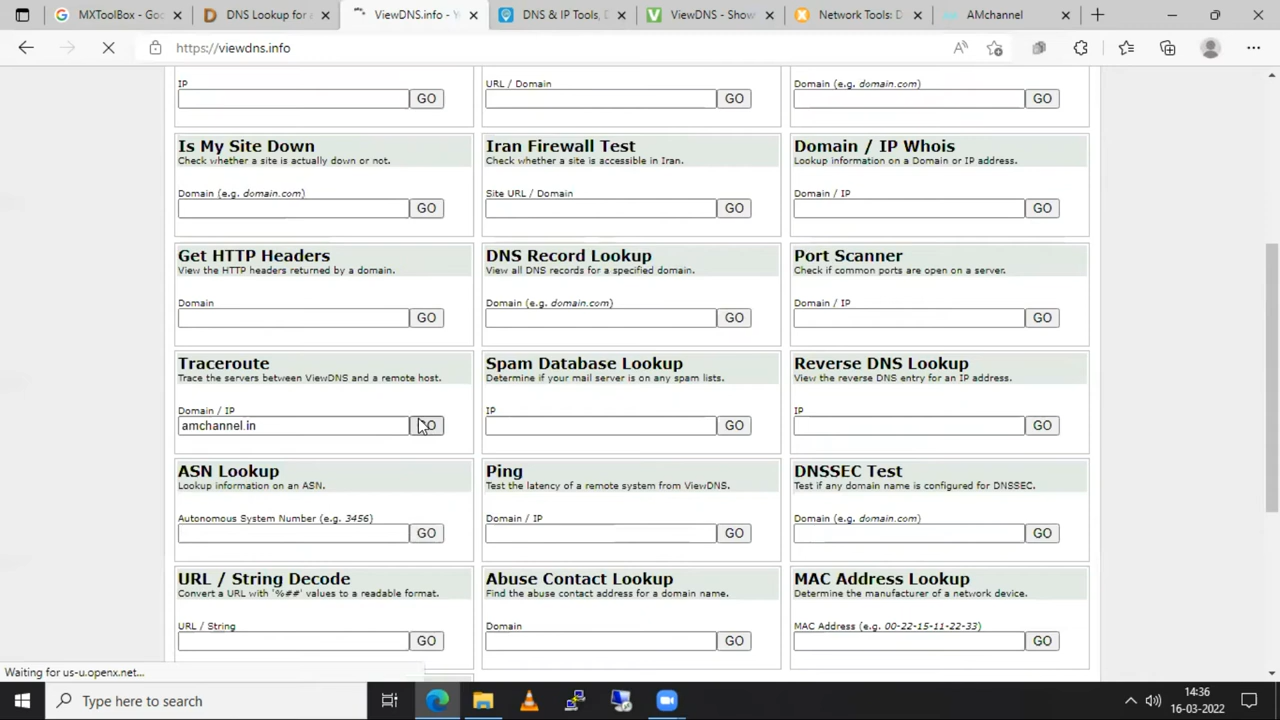 MXToolBox - Goo
DNS Lookup for a
ViewDNS.info - Y
DNS & IP Tools, D
ViewDNS - Show
Network Tools: D
AMchannel
https://viewdns.info
IP
GO
URL / Domain
GO
Domain (e.g. domain.com)
GO
Is My Site Down
Check whether a site is actually down or not.
Domain (e.g. domain.com)
GO
Iran Firewall Test
Check whether a site is accessible in Iran.
Site URL / Domain
GO
Domain / IP Whois
Lookup information on a Domain or IP address.
Domain / IP
GO
Get HTTP Headers
View the HTTP headers returned by a domain.
Domain
GO
DNS Record Lookup
View all DNS records for a specified domain.
Domain (e.g. domain.com)
GO
Port Scanner
Check if common ports are open on a server.
Domain / IP
GO
Traceroute
Trace the servers between ViewDNS and a remote host.
Domain / IP
amchannel.in
GO
Spam Database Lookup
Determine if your mail server is on any spam lists.
IP
GO
Reverse DNS Lookup
View the reverse DNS entry for an IP address.
IP
GO
ASN Lookup
Lookup information on an ASN.
Autonomous System Number (e.g. 3456)
GO
Ping
Test the latency of a remote system from ViewDNS.
Domain / IP
GO
DNSSEC Test
Test if any domain name is configured for DNSSEC.
Domain (e.g. domain.com)
GO
URL / String Decode
Convert a URL with '%##' values to a readable format.
URL / String
GO
Abuse Contact Lookup
Find the abuse contact address for a domain name.
Domain
GO
MAC Address Lookup
Determine the manufacturer of a network device.
MAC Address (e.g. 00-22-15-11-22-33)
GO
Waiting for us-u.openx.net...
Type here to search
14:36
16-03-2022